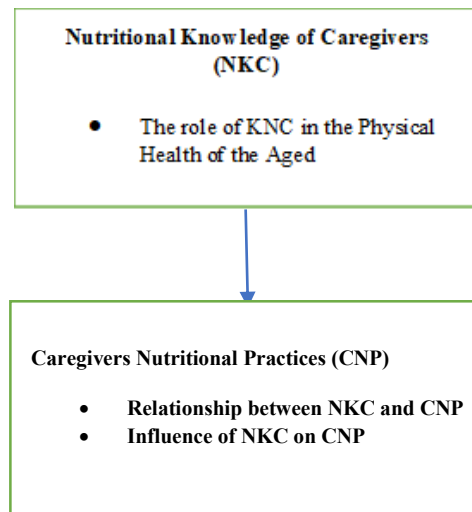 Nutritional Knowledge of Caregivers
(NKC)
• The role of KNC in the Physical
Health of the Aged
Caregivers Nutritional Practices (CNP)
• Relationship between NKC and CNP
• Influence of NKC on CNP